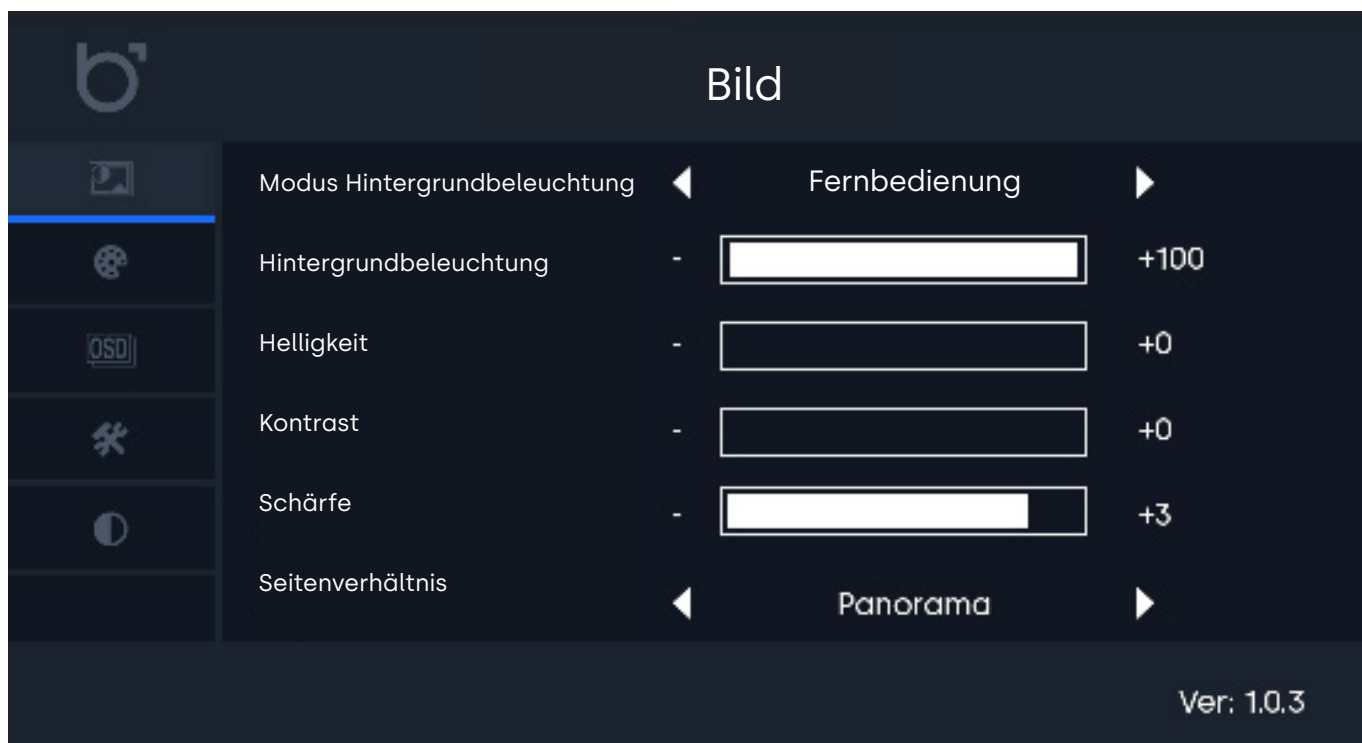 b
Bild
Modus Hintergrundbeleuchtung Fernbedienung
Hintergrundbeleuchtung - +100
Helligkeit - +0
OSD
Kontrast - +0
Schärfe - +3
Seitenverhältnis Panorama
Ver: 1.0.3